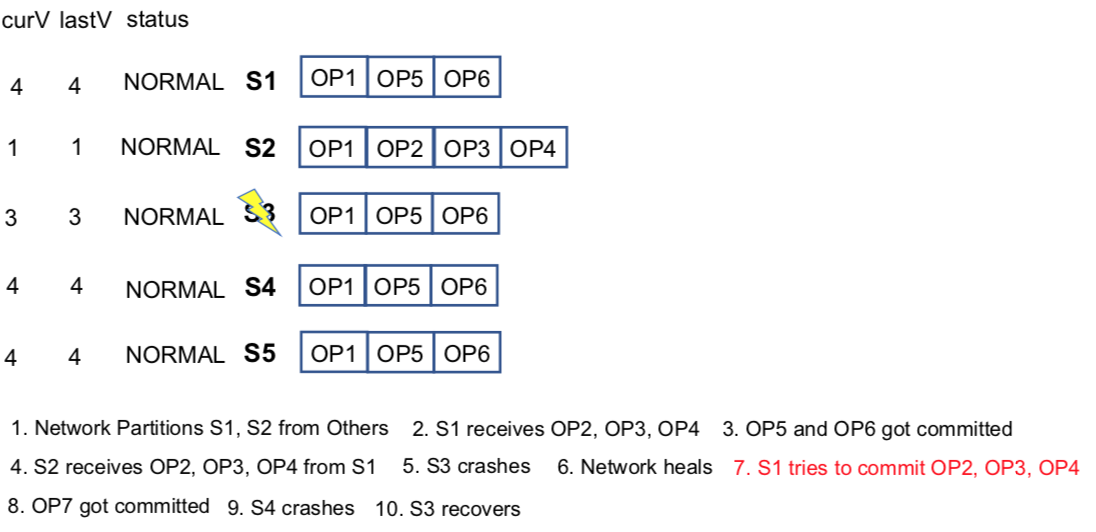 curV lastV status
4 4 NORMAL S1 OP1 OP5 OP6
1 1 NORMAL S2 OP1 OP2 OP3 OP4
3 3 NORMAL S3 OP1 OP5 OP6
4 4 NORMAL S4 OP1 OP5 OP6
4 4 NORMAL S5 OP1 OP5 OP6
1. Network Partitions S1, S2 from Others 2. S1 receives OP2, OP3, OP4 3. OP5 and OP6 got committed
4. S2 receives OP2, OP3, OP4 from S1 5. S3 crashes 6. Network heals 7. S1 tries to commit OP2, OP3, OP4
8. OP7 got committed 9. S4 crashes 10. S3 recovers